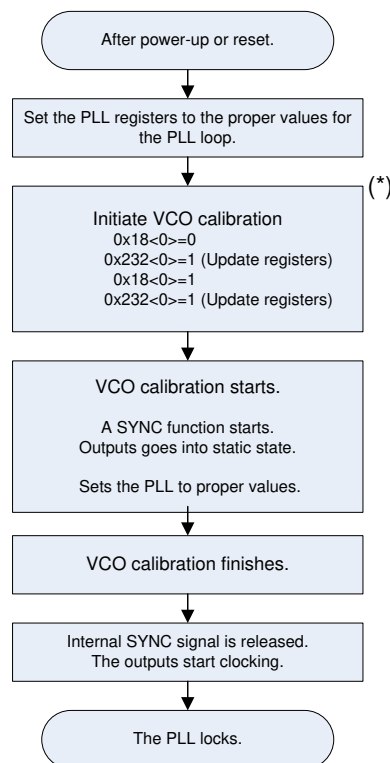 After power-up or reset.
Set the PLL registers to the proper values for
the PLL loop.
(*)
Initiate VCO calibration
0x18<0>=0
0x232<0>=1 (Update registers)
0x18<0>=1
0x232<0>=1 (Update registers)
VCO calibration starts.
A SYNC function starts.
Outputs goes into static state.
Sets the PLL to proper values.
VCO calibration finishes.
Internal SYNC signal is released.
The outputs start clocking.
The PLL locks.